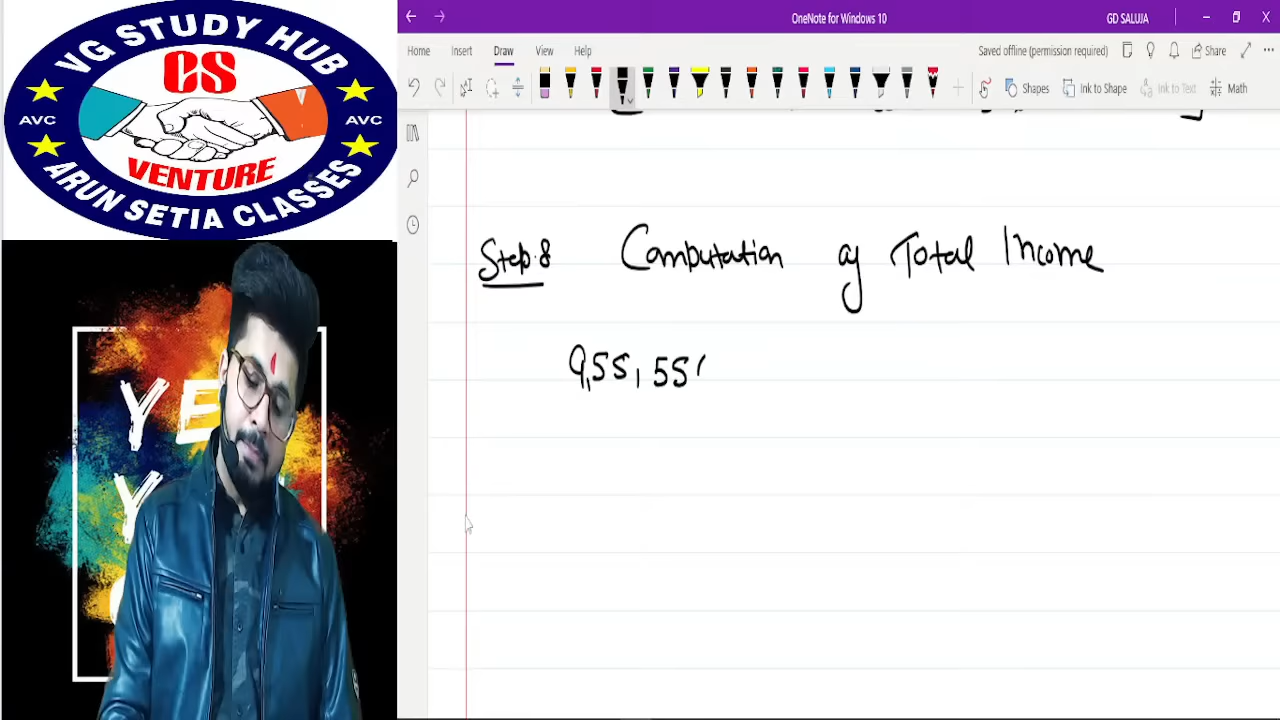 VG STUDY HUB
CS
AVC
AVC
VENTURE
ARUN SETIA CLASSES
OneNote for Windows 10
GD SALUJA
Home
Insert
Draw
View
Help
Saved offline (permission required)
Share
Shapes
Ink to Shape
Ink to Text
Math
Step.8 Computation of Total Income
9,55,55
YE
Y